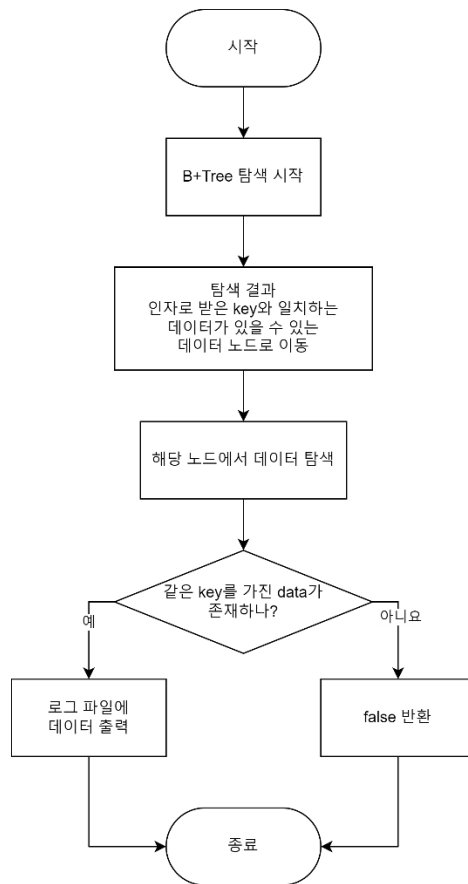 시작
B+Tree 탐색 시작
탐색 결과
인자로 받은 key와 일치하는
데이터가 있을 수 있는
데이터 노드로 이동
해당 노드에서 데이터 탐색
같은 key를 가진 data가
존재하나?
예
아니요
로그 파일에
데이터 출력
false 반환
종료